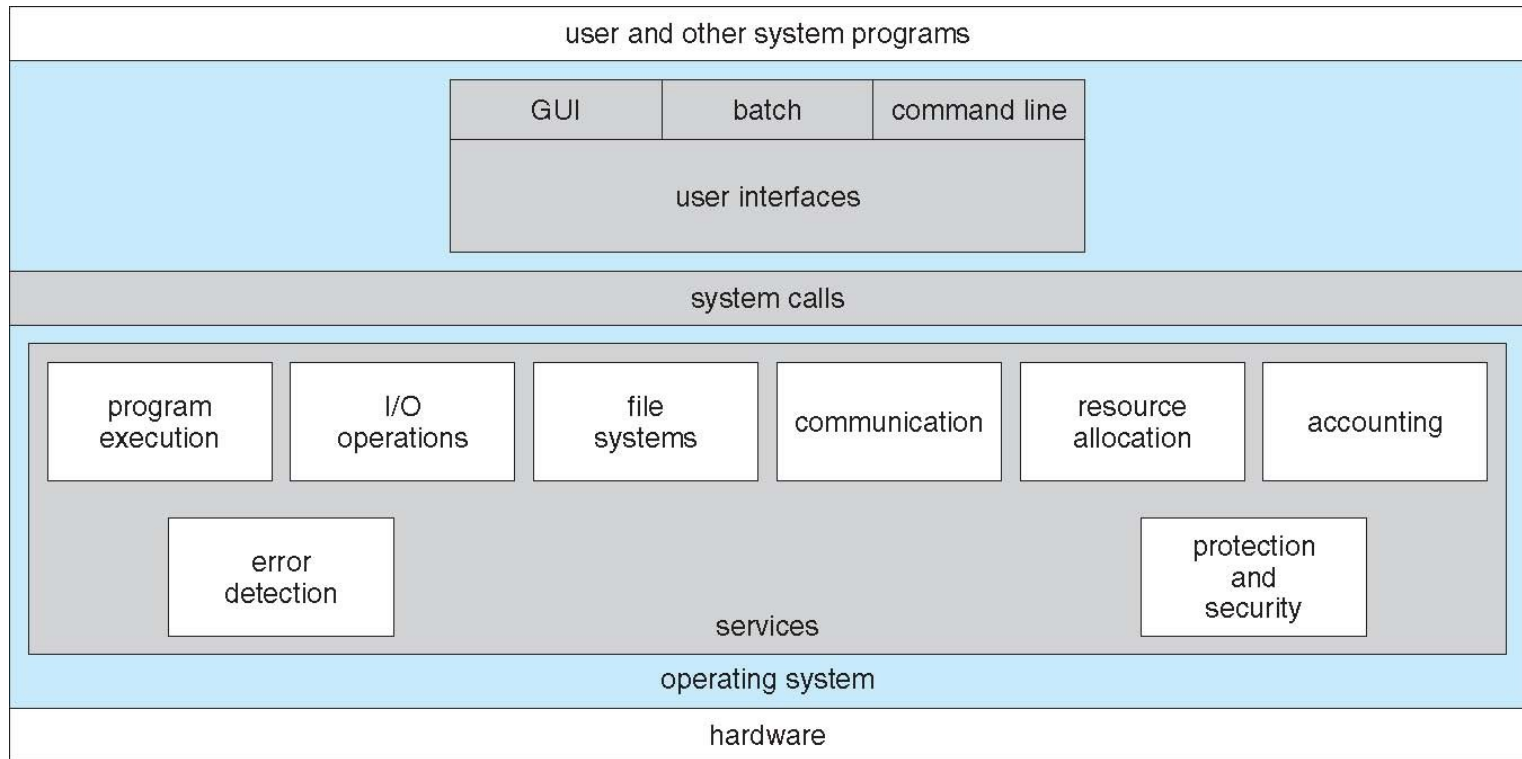 user and other system programs
GUI
batch
command line
user interfaces
system calls
program
execution
I/O
operations
file
systems
communication
resource
allocation
accounting
error
detection
protection
and
security
services
operating system
hardware